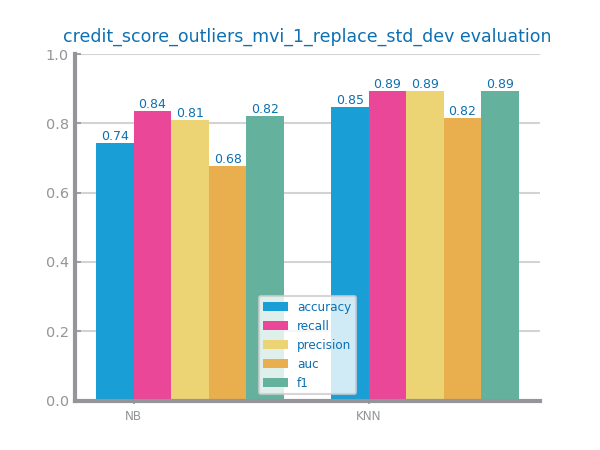 credit_score_outliers_mvi_1_replace_std_dev evaluation
1.0
0.8
0.6
0.4
0.2
0.0
0.74
0.84
0.81
0.68
0.82
0.85
0.89
0.89
0.82
0.89
accuracy
recall
precision
auc
f1
NB
KNN